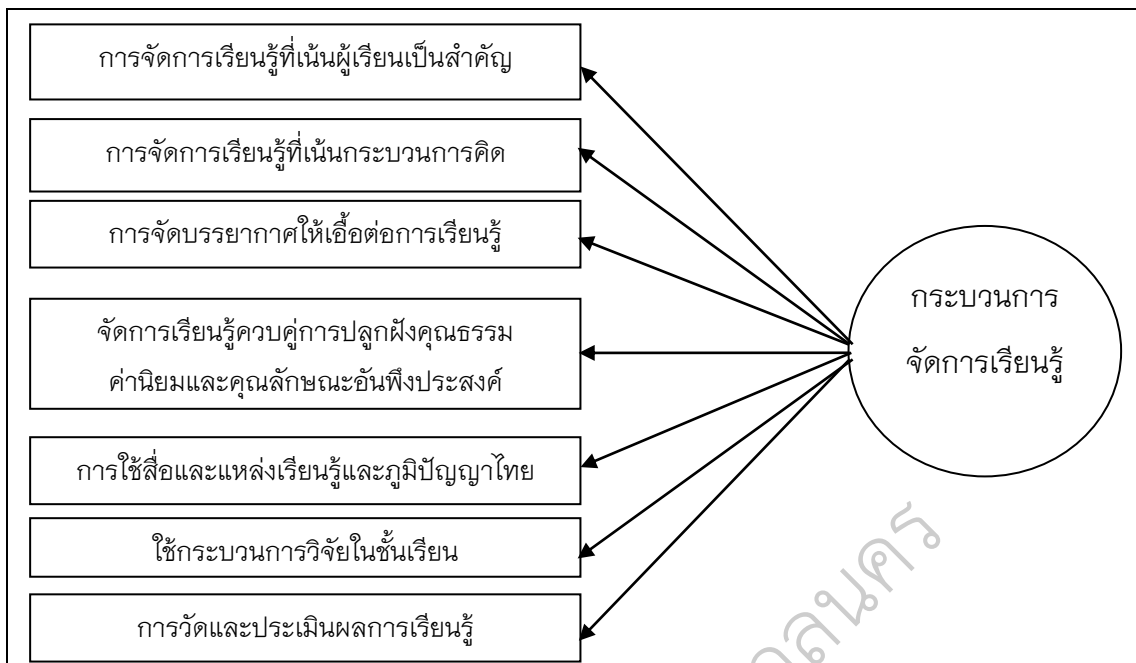 การจัดการเรียนรู้ที่เน้นผู้เรียนเป็นสำคัญ
การจัดการเรียนรู้ที่เน้นกระบวนการคิด
การจัดบรรยากาศให้เอื้อต่อการเรียนรู้
จัดการเรียนรู้ควบคู่การปลูกฝังคุณธรรม
ค่านิยมและคุณลักษณะอันพึงประสงค์
การใช้สื่อและแหล่งเรียนรู้และภูมิปัญญาไทย
ใช้กระบวนการวิจัยในชั้นเรียน
การวัดและประเมินผลการเรียนรู้
กระบวนการ
จัดการเรียนรู้